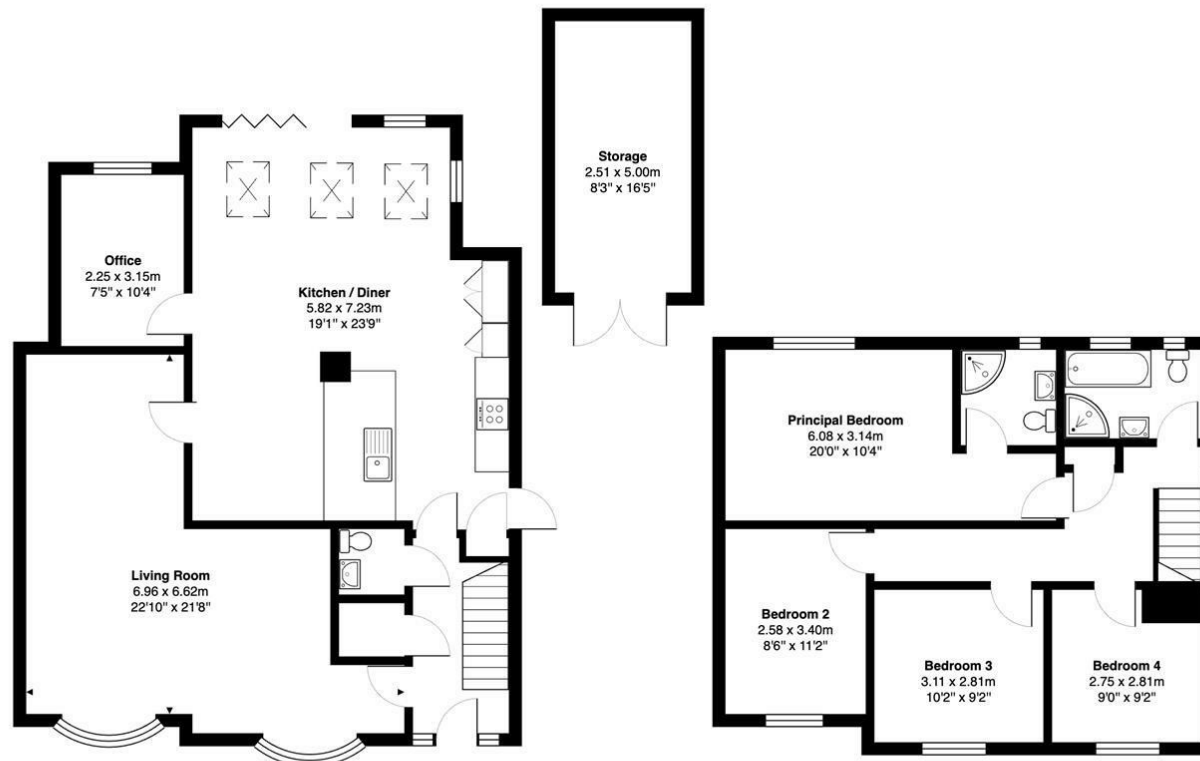 Storage
2.51 x 5.00m
8'3" x 16'5"
Office
2.25 x 3.15m
7'5" x 10'4"
Kitchen / Diner
5.82 x 7.23m
19'1" x 23'9"
Living Room
6.96 x 6.62m
22'10" x 21'8"
Principal Bedroom
6.08 x 3.14m
20'0" x 10'4"
Bedroom 2
2.58 x 3.40m
8'6" x 11'2"
Bedroom 3
3.11 x 2.81m
10'2" x 9'2"
Bedroom 4
2.75 x 2.81m
9'0" x 9'2"